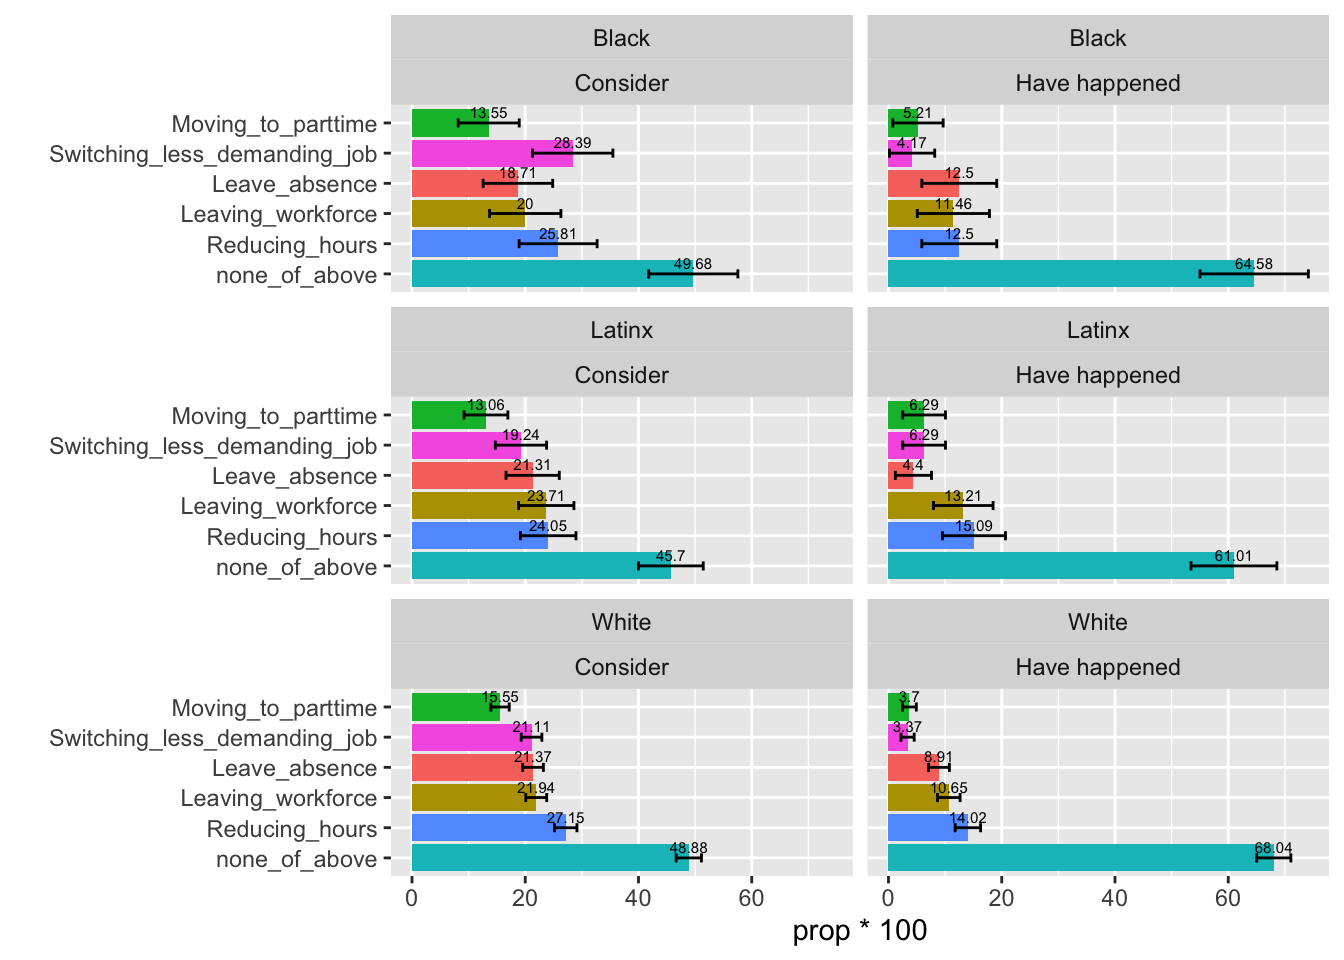 Black
Black
Consider
Have happened
Moving_to_parttime
13.55
5.21
Switching_less_demanding_job
28.39
4.17
Leave_absence
18.71
12.5
Leaving_workforce
20
11.46
Reducing_hours
25.81
12.5
none_of_above
49.68
64.58
Latinx
Latinx
Consider
Have happened
Moving_to_parttime
13.06
6.29
Switching_less_demanding_job
19.24
6.29
Leave_absence
21.31
4.4
Leaving_workforce
23.71
13.21
Reducing_hours
24.05
15.09
none_of_above
45.7
61.01
White
White
Consider
Have happened
Moving_to_parttime
15.55
3.7
Switching_less_demanding_job
21.11
3.37
Leave_absence
21.37
8.91
Leaving_workforce
21.94
10.65
Reducing_hours
27.15
14.02
none_of_above
48.88
68.04
0 20 40 60
0 20 40 60
prop * 100